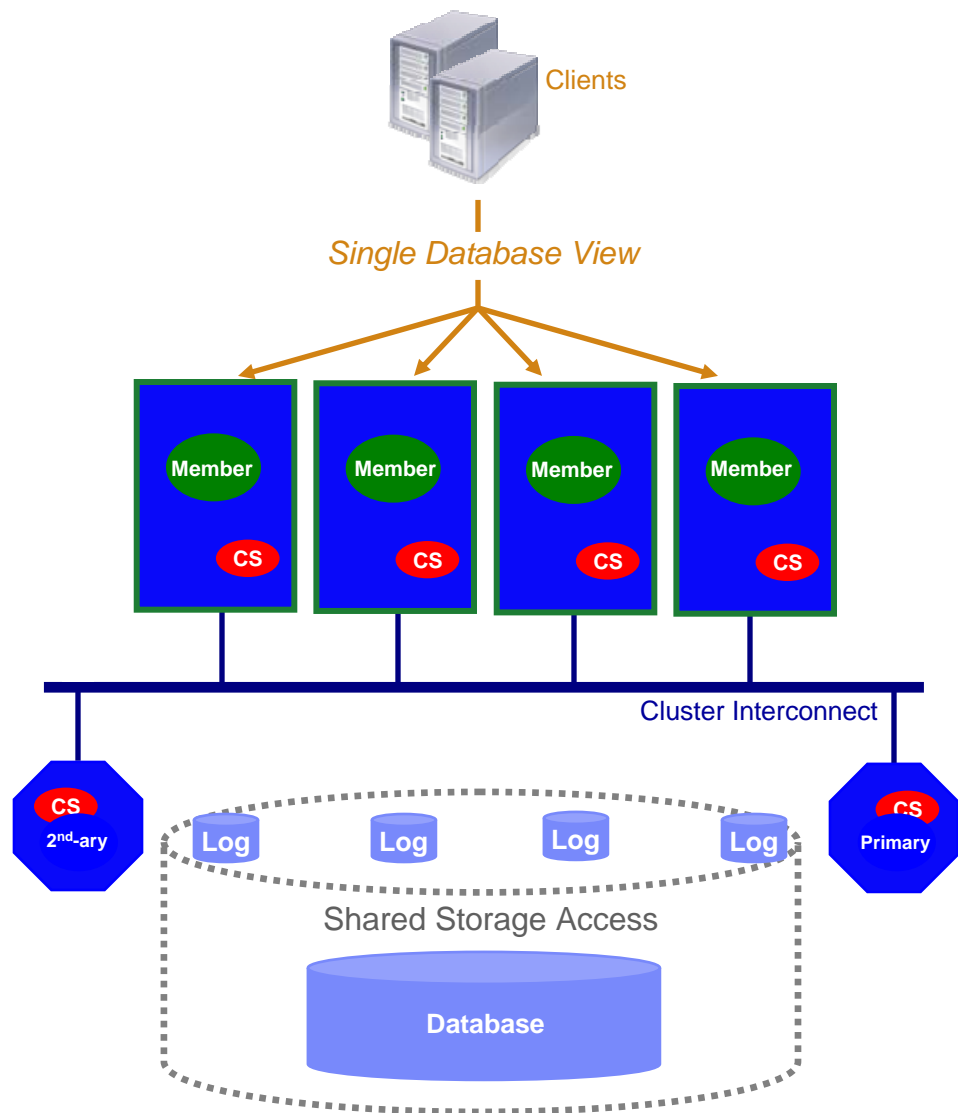 Clients
Single Database View
Member
Member
Member
Member
CS
CS
CS
CS
Cluster Interconnect
CS
2nd-ary
CS
Primary
Log
Log
Log
Log
Shared Storage Access
Database